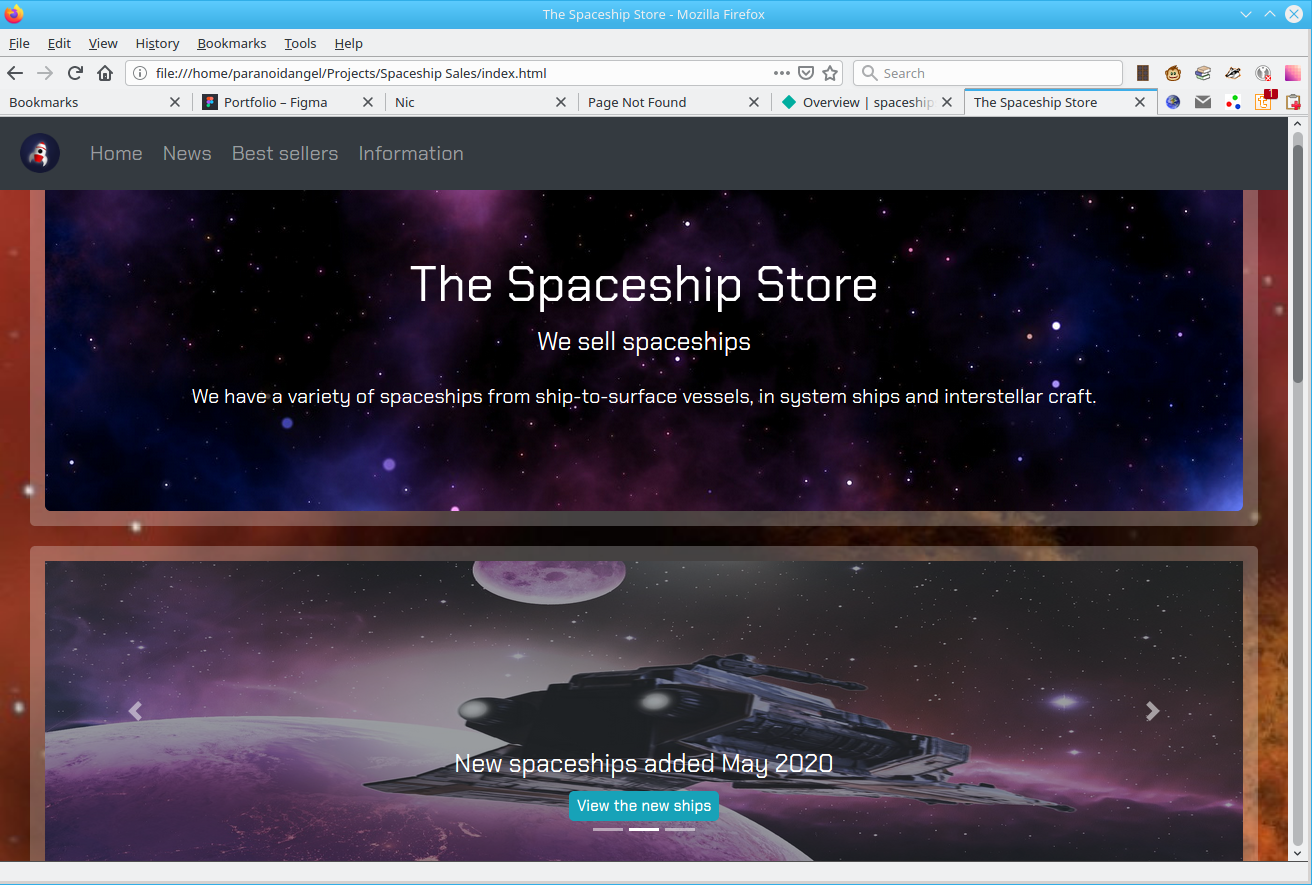 The Spaceship Store - Mozilla Firefox
File Edit View History Bookmarks Tools Help
file:///home/paranoidangel/Projects/Spaceship Sales/index.html
Search
Bookmarks
Portfolio – Figma
Nic
Page Not Found
Overview | spaceship
The Spaceship Store
1
Home News Best sellers Information
The Spaceship Store
We sell spaceships
We have a variety of spaceships from ship-to-surface vessels, in system ships and interstellar craft.
New spaceships added May 2020
View the new ships